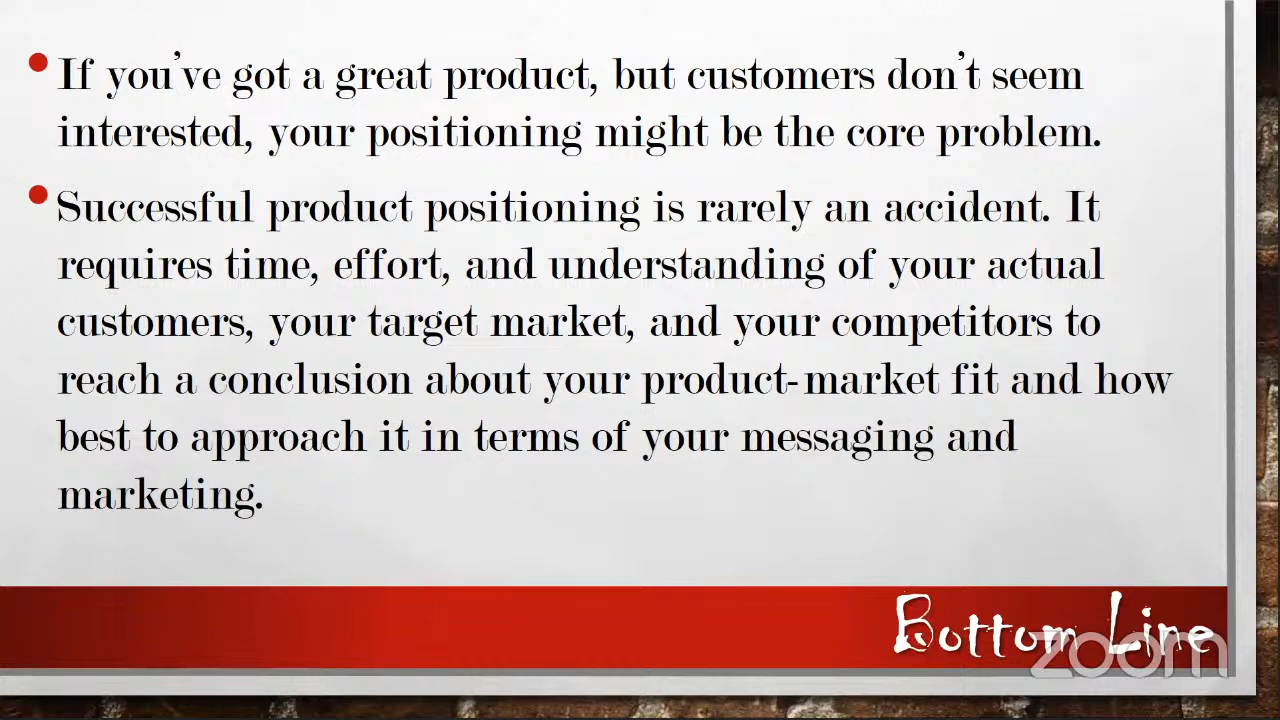 If you’ve got a great product, but customers don’t seem
interested, your positioning might be the core problem.
Successful product positioning is rarely an accident. It
requires time, effort, and understanding of your actual
customers, your target market, and your competitors to
reach a conclusion about your product-market fit and how
best to approach it in terms of your messaging and
marketing.
Bottom Line
zoom